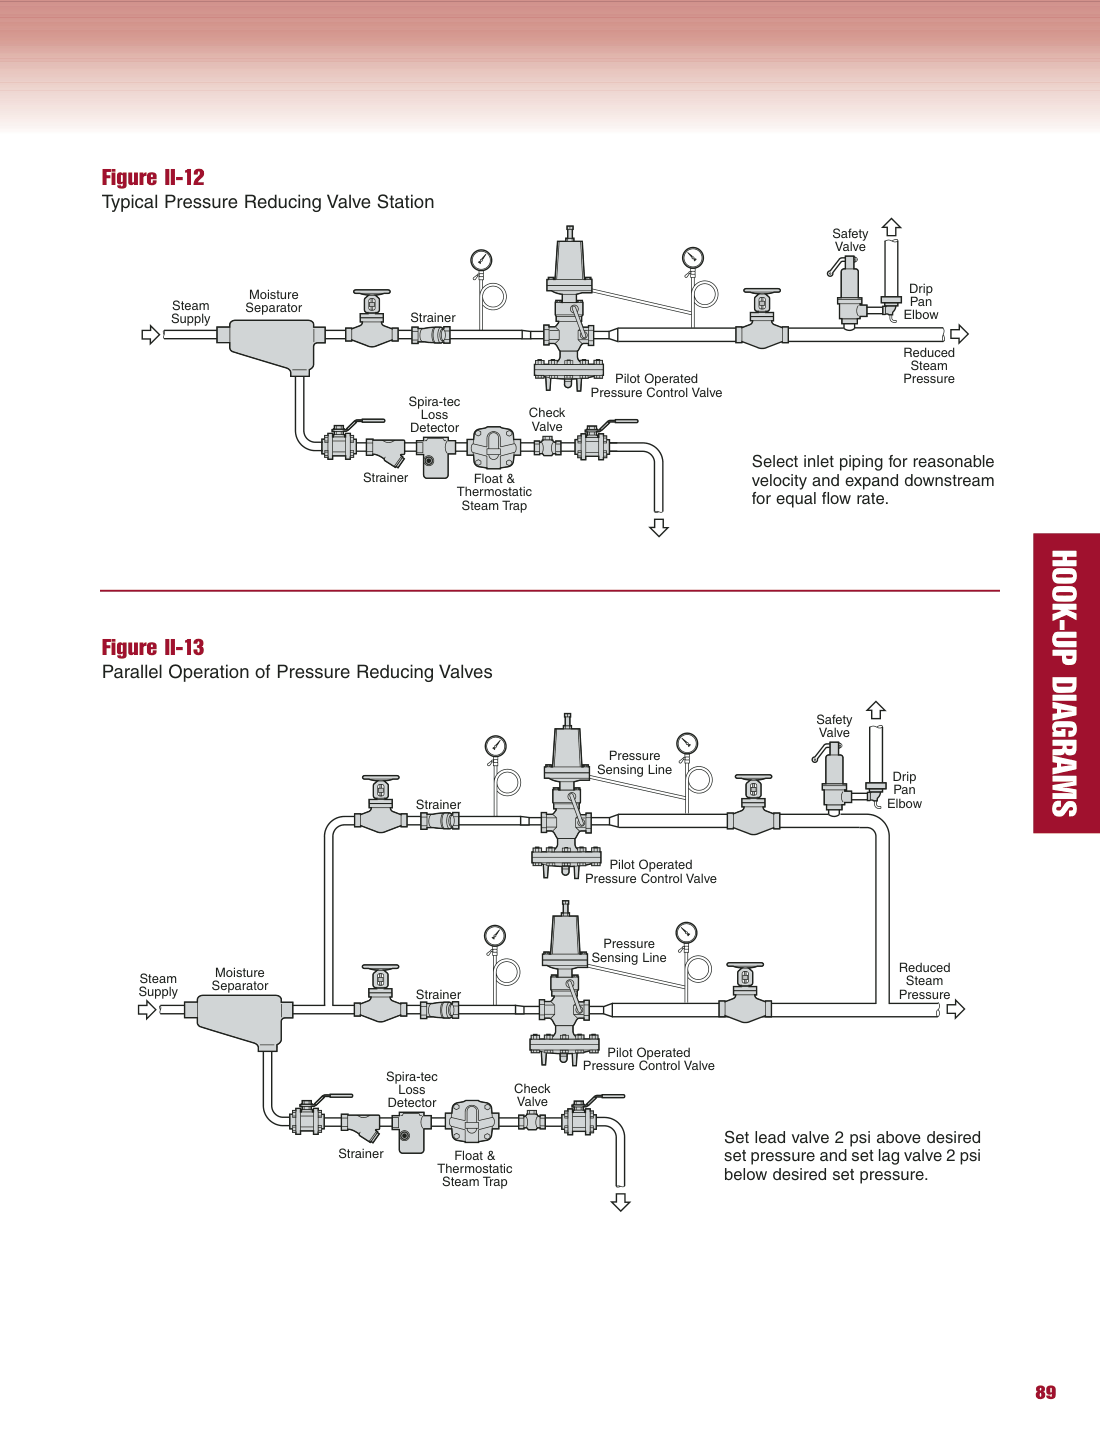 Figure II-12
Typical Pressure Reducing Valve Station
Safety
Valve
Moisture
Separator
Steam
Supply
Strainer
Drip
Pan
Elbow
Reduced
Steam
Pressure
Pilot Operated
Pressure Control Valve
Spira-tec
Loss
Detector
Check
Valve
Strainer
Float &
Thermostatic
Steam Trap
Select inlet piping for reasonable
velocity and expand downstream
for equal flow rate.
HOOK-UP DIAGRAMS
Figure II-13
Parallel Operation of Pressure Reducing Valves
Safety
Valve
Pressure
Sensing Line
Drip
Pan
Elbow
Strainer
Pilot Operated
Pressure Control Valve
Pressure
Sensing Line
Steam
Supply
Moisture
Separator
Strainer
Reduced
Steam
Pressure
Pilot Operated
Pressure Control Valve
Spira-tec
Loss
Detector
Check
Valve
Strainer
Float &
Thermostatic
Steam Trap
Set lead valve 2 psi above desired
set pressure and set lag valve 2 psi
below desired set pressure.
89